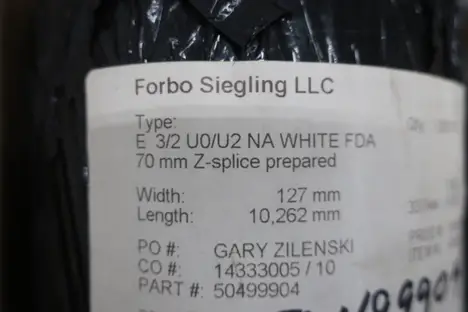 Forbo Siegling LLC
Type:
E 3/2 U0/U2 NA WHITE FDA
70 mm Z-splice prepared
Width: 127 mm
Length: 10,262 mm
PO #: GARY ZILENSKI
CO #: 14333005 / 10
PART #: 50499904